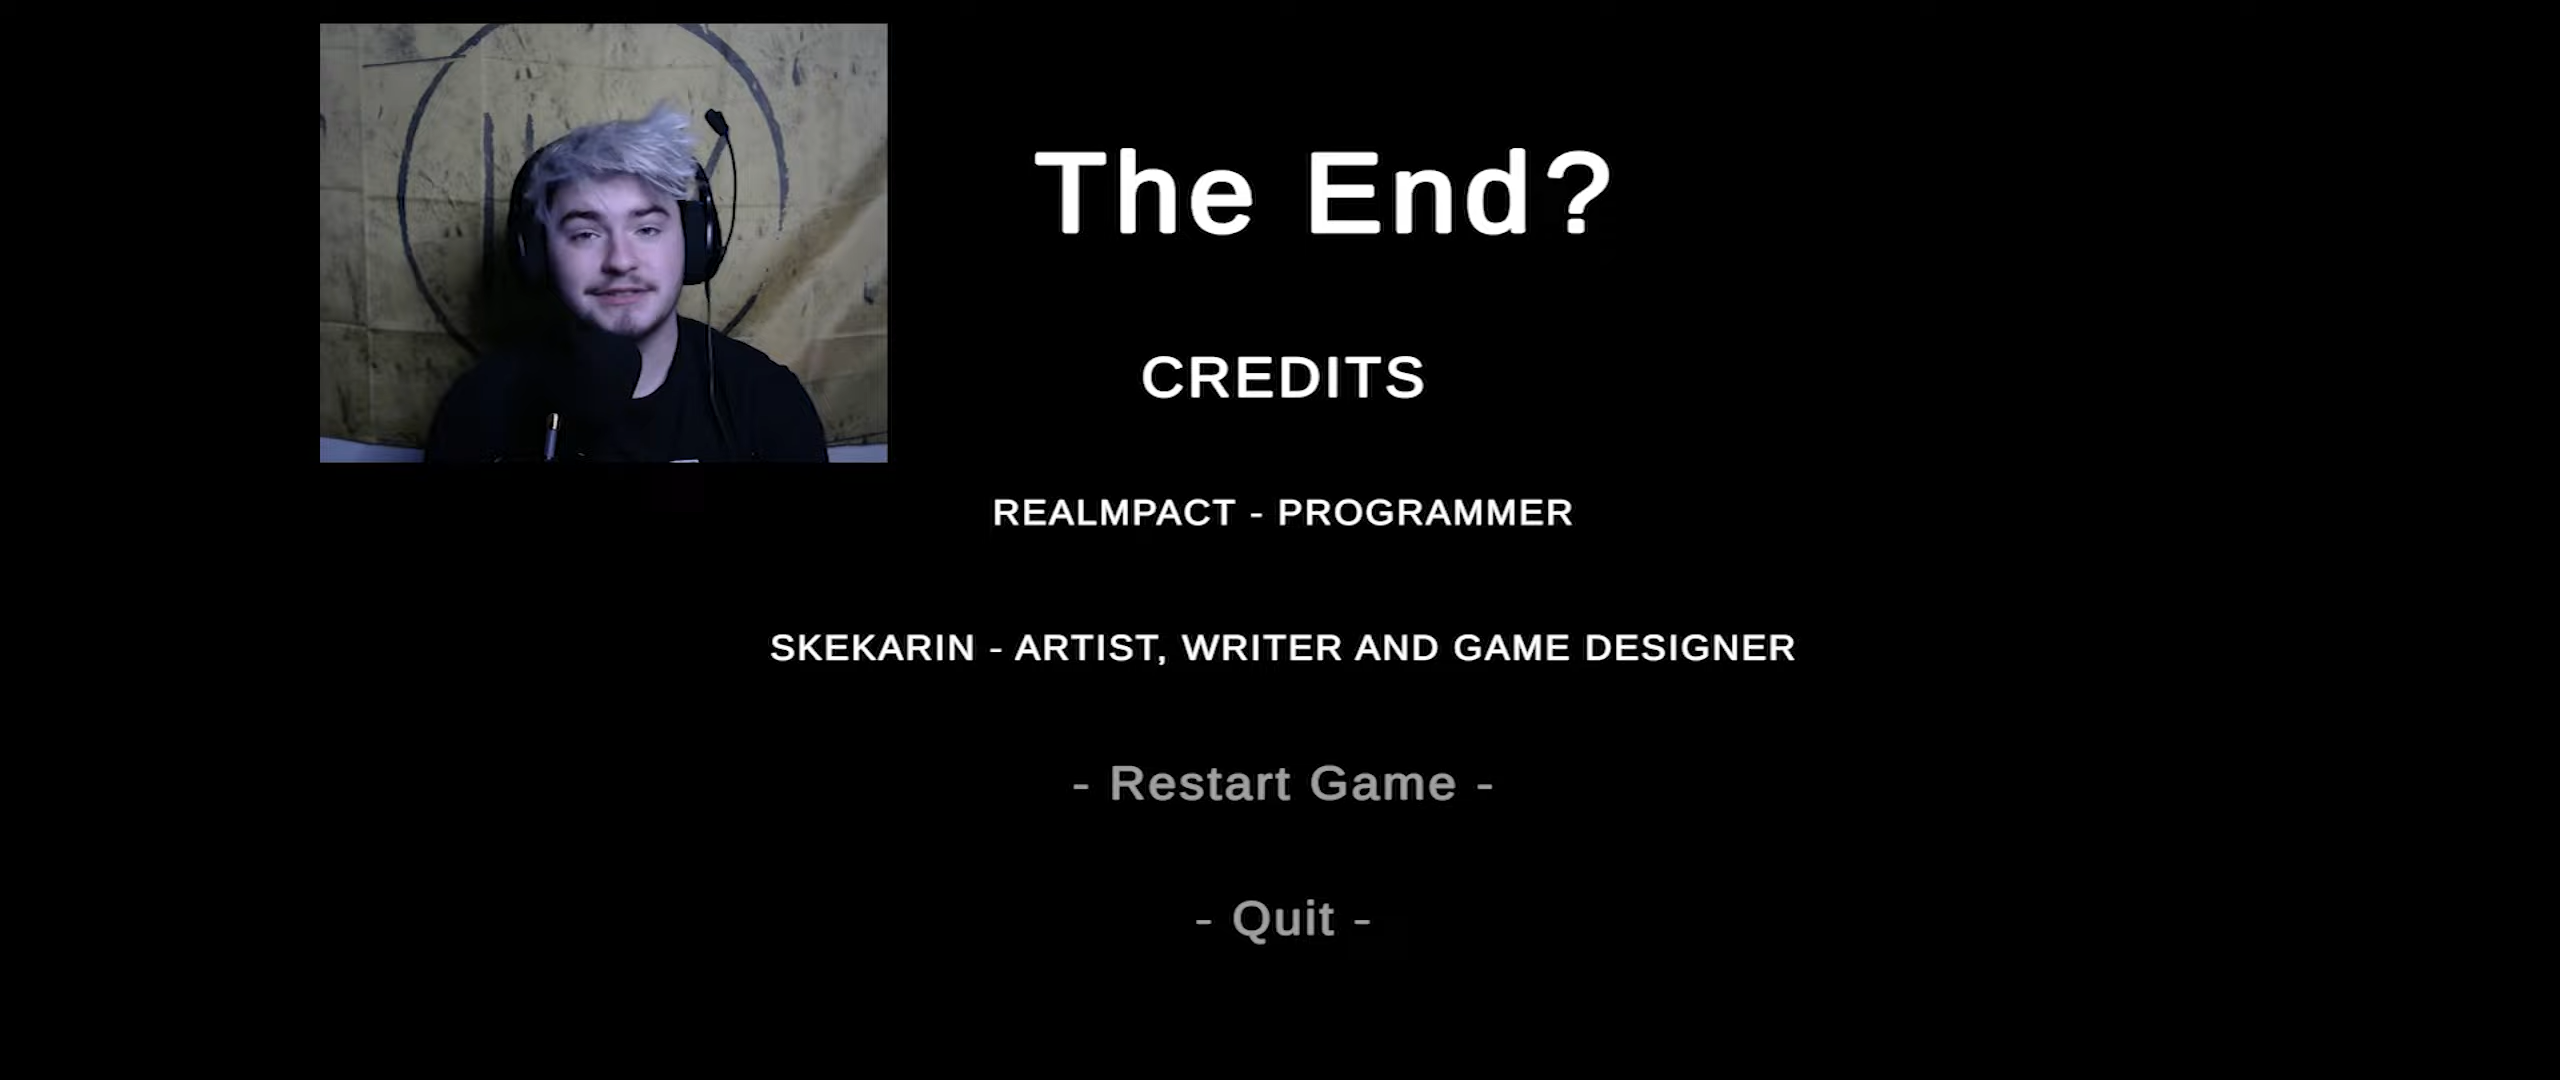 The End?
CREDITS
REALMPACT - PROGRAMMER
SKEKARIN - ARTIST, WRITER AND GAME DESIGNER
- Restart Game -
- Quit -